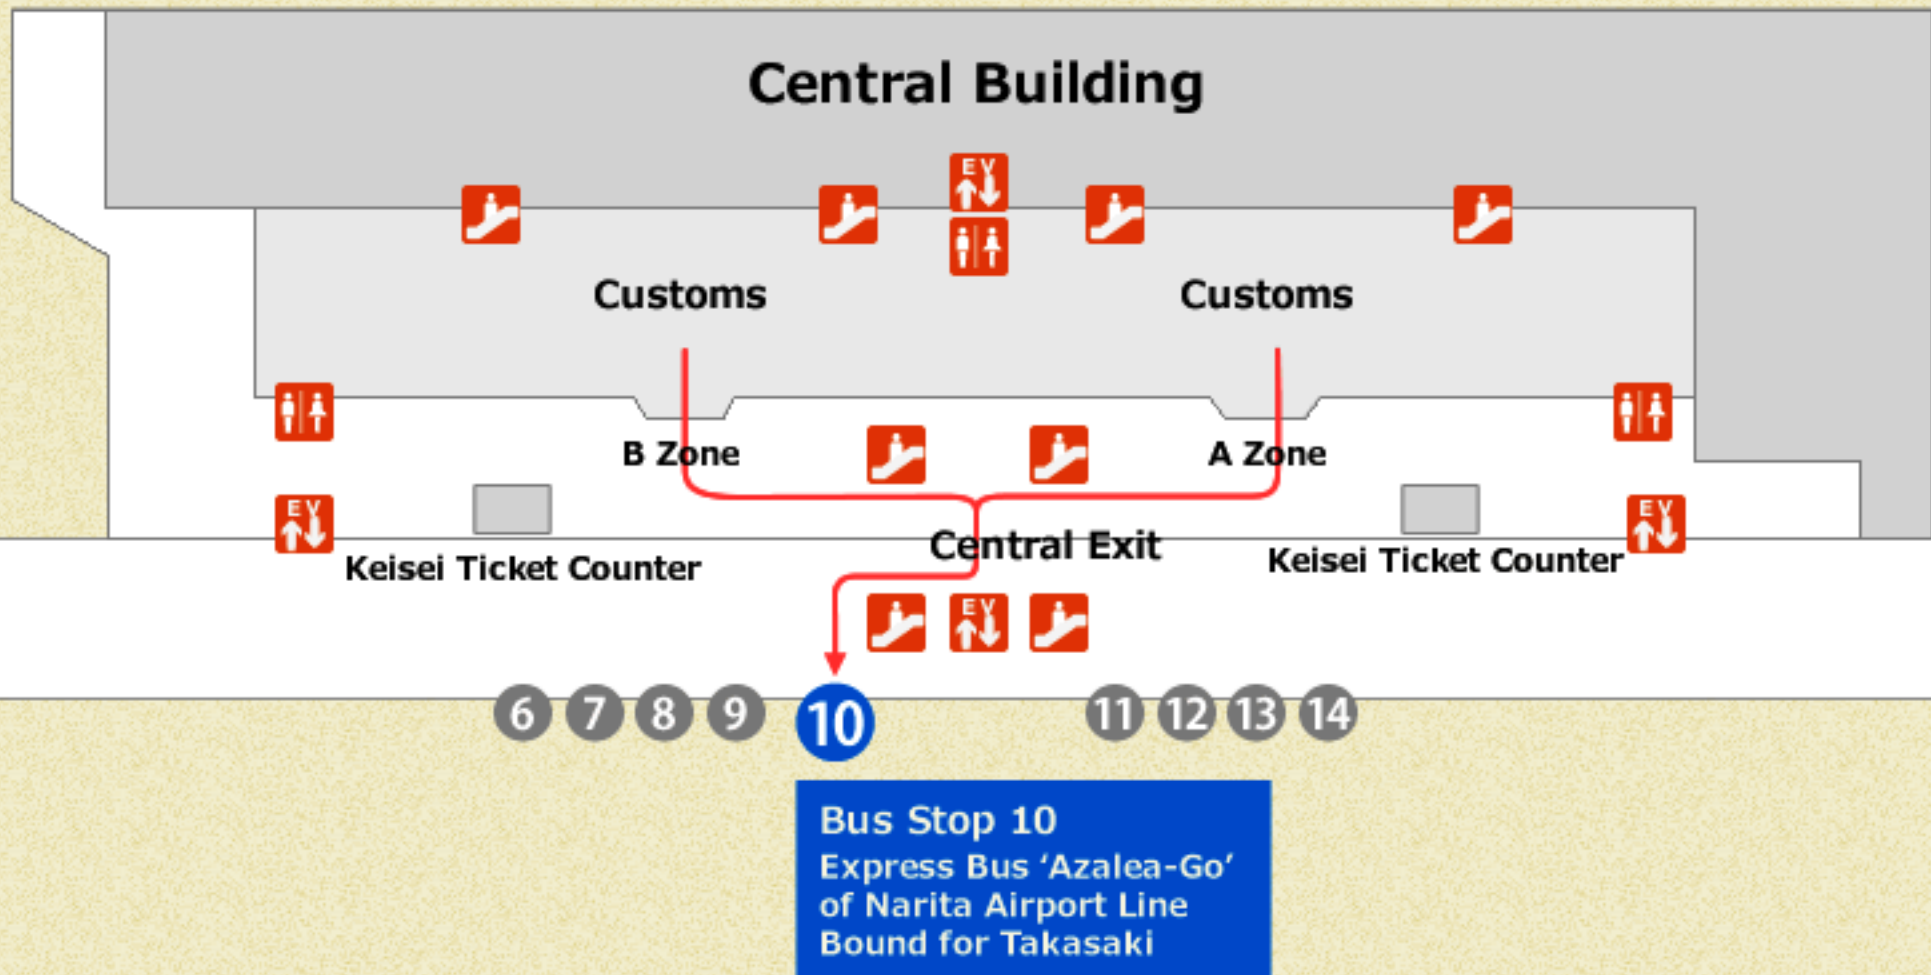 Central Building
EV
Customs
Customs
B Zone
A Zone
EV
EV
Central Exit
Keisei Ticket Counter
Keisei Ticket Counter
EV
6
7
8
9
10
11
12
13
14
Bus Stop 10
Express Bus ‘Azalea-Go’
of Narita Airport Line
Bound for Takasaki